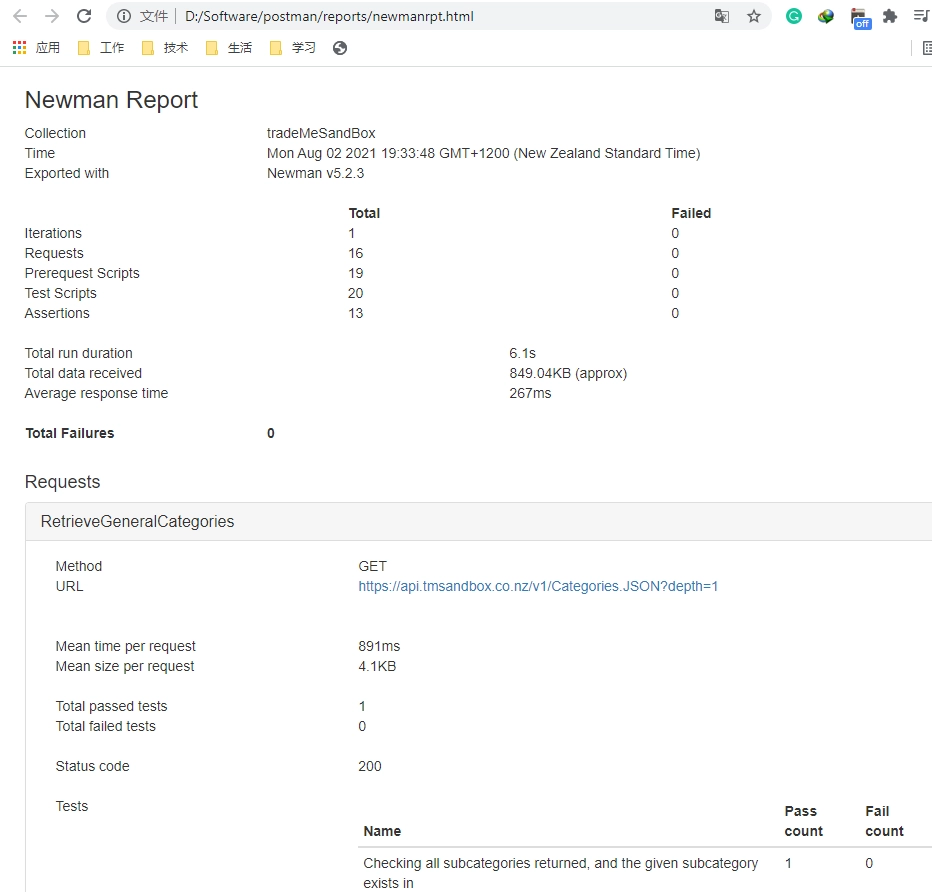 文件 D:/Software/postman/reports/newmanrpt.html
off
应用 工作 技术 生活 学习
Newman Report
Collection tradeMeSandBox
Time Mon Aug 02 2021 19:33:48 GMT+1200 (New Zealand Standard Time)
Exported with Newman v5.2.3
Total Failed
Iterations 1 0
Requests 16 0
Prerequest Scripts 19 0
Test Scripts 20 0
Assertions 13 0
Total run duration 6.1s
Total data received 849.04KB (approx)
Average response time 267ms
Total Failures 0
Requests
RetrieveGeneralCategories
Method GET
URL https://api.tmsandbox.co.nz/v1/Categories.JSON?depth=1
Mean time per request 891ms
Mean size per request 4.1KB
Total passed tests 1
Total failed tests 0
Status code 200
Tests
Name Pass count Fail count
Checking all subcategories returned, and the given subcategory 1 0
exists in